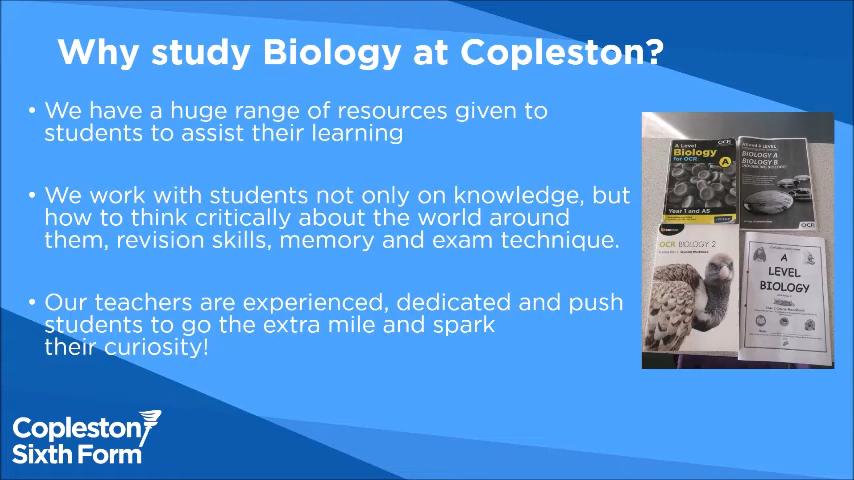 Why study Biology at Copleston?
• We have a huge range of resources given to
students to assist their learning
• We work with students not only on knowledge, but
how to think critically about the world around
them, revision skills, memory and exam technique.
• Our teachers are experienced, dedicated and push
students to go the extra mile and spark
their curiosity!
A Level
Biology
for OCR
A
Year 1 and AS
BIOLOGY A
BIOLOGY B
OCR
OCR BIOLOGY 2
A
LEVEL
BIOLOGY
Copleston
Sixth Form